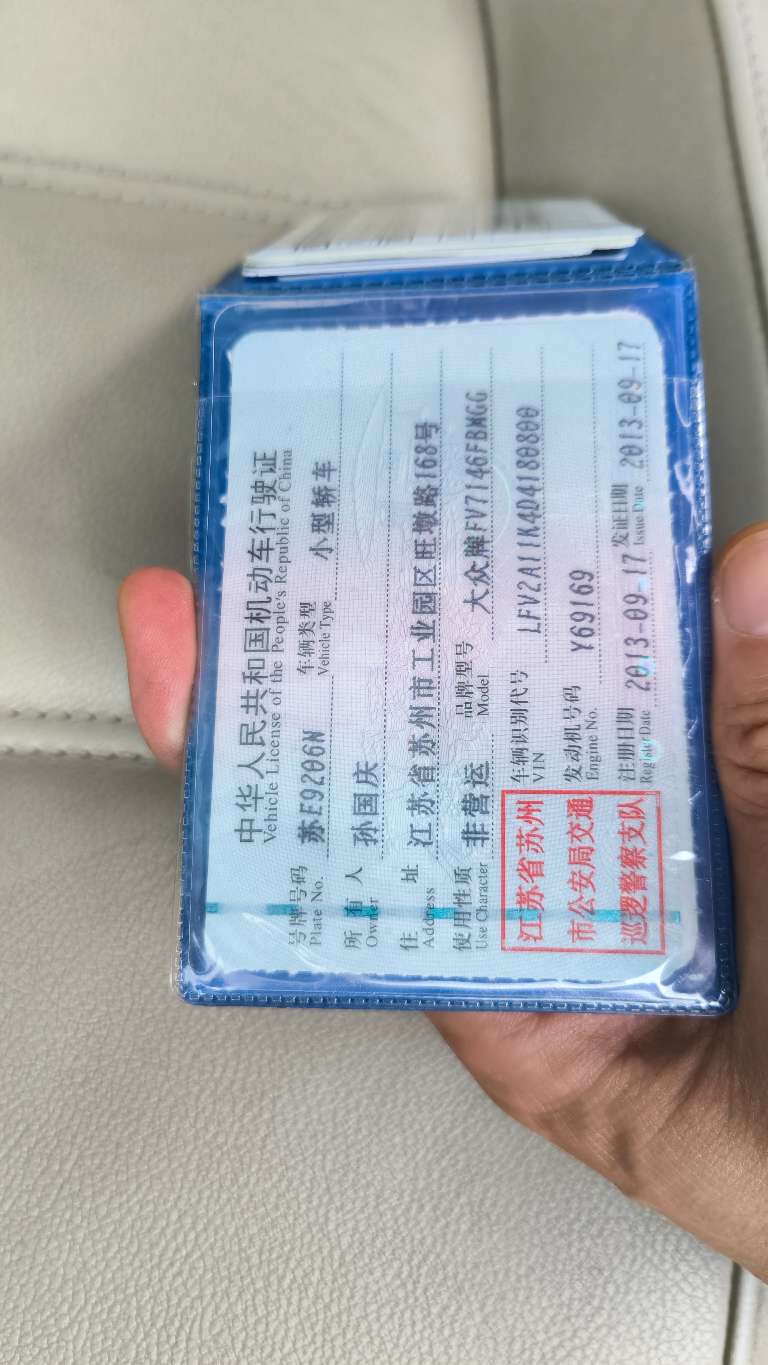 中华人民共和国机动车行驶证
Vehicle License of the People's Republic of China
号牌号码 苏E9206N 车辆类型 小型轿车
Plate No. Vehicle Type
所有人 孙国庆
Owner
住址 江苏省苏州市工业园区旺墩路168号
Address
使用性质 非营运 品牌型号 大众牌FV7146FBMGG
Use Character Model
江苏省苏州
市公安局交通
巡逻警察支队
车辆识别代号 LFV2A11K4D4180800
VIN
发动机号码 Y69169
Engine No.
注册日期 2013-09-17 发证日期 2013-09-17
Register Date Issue Date